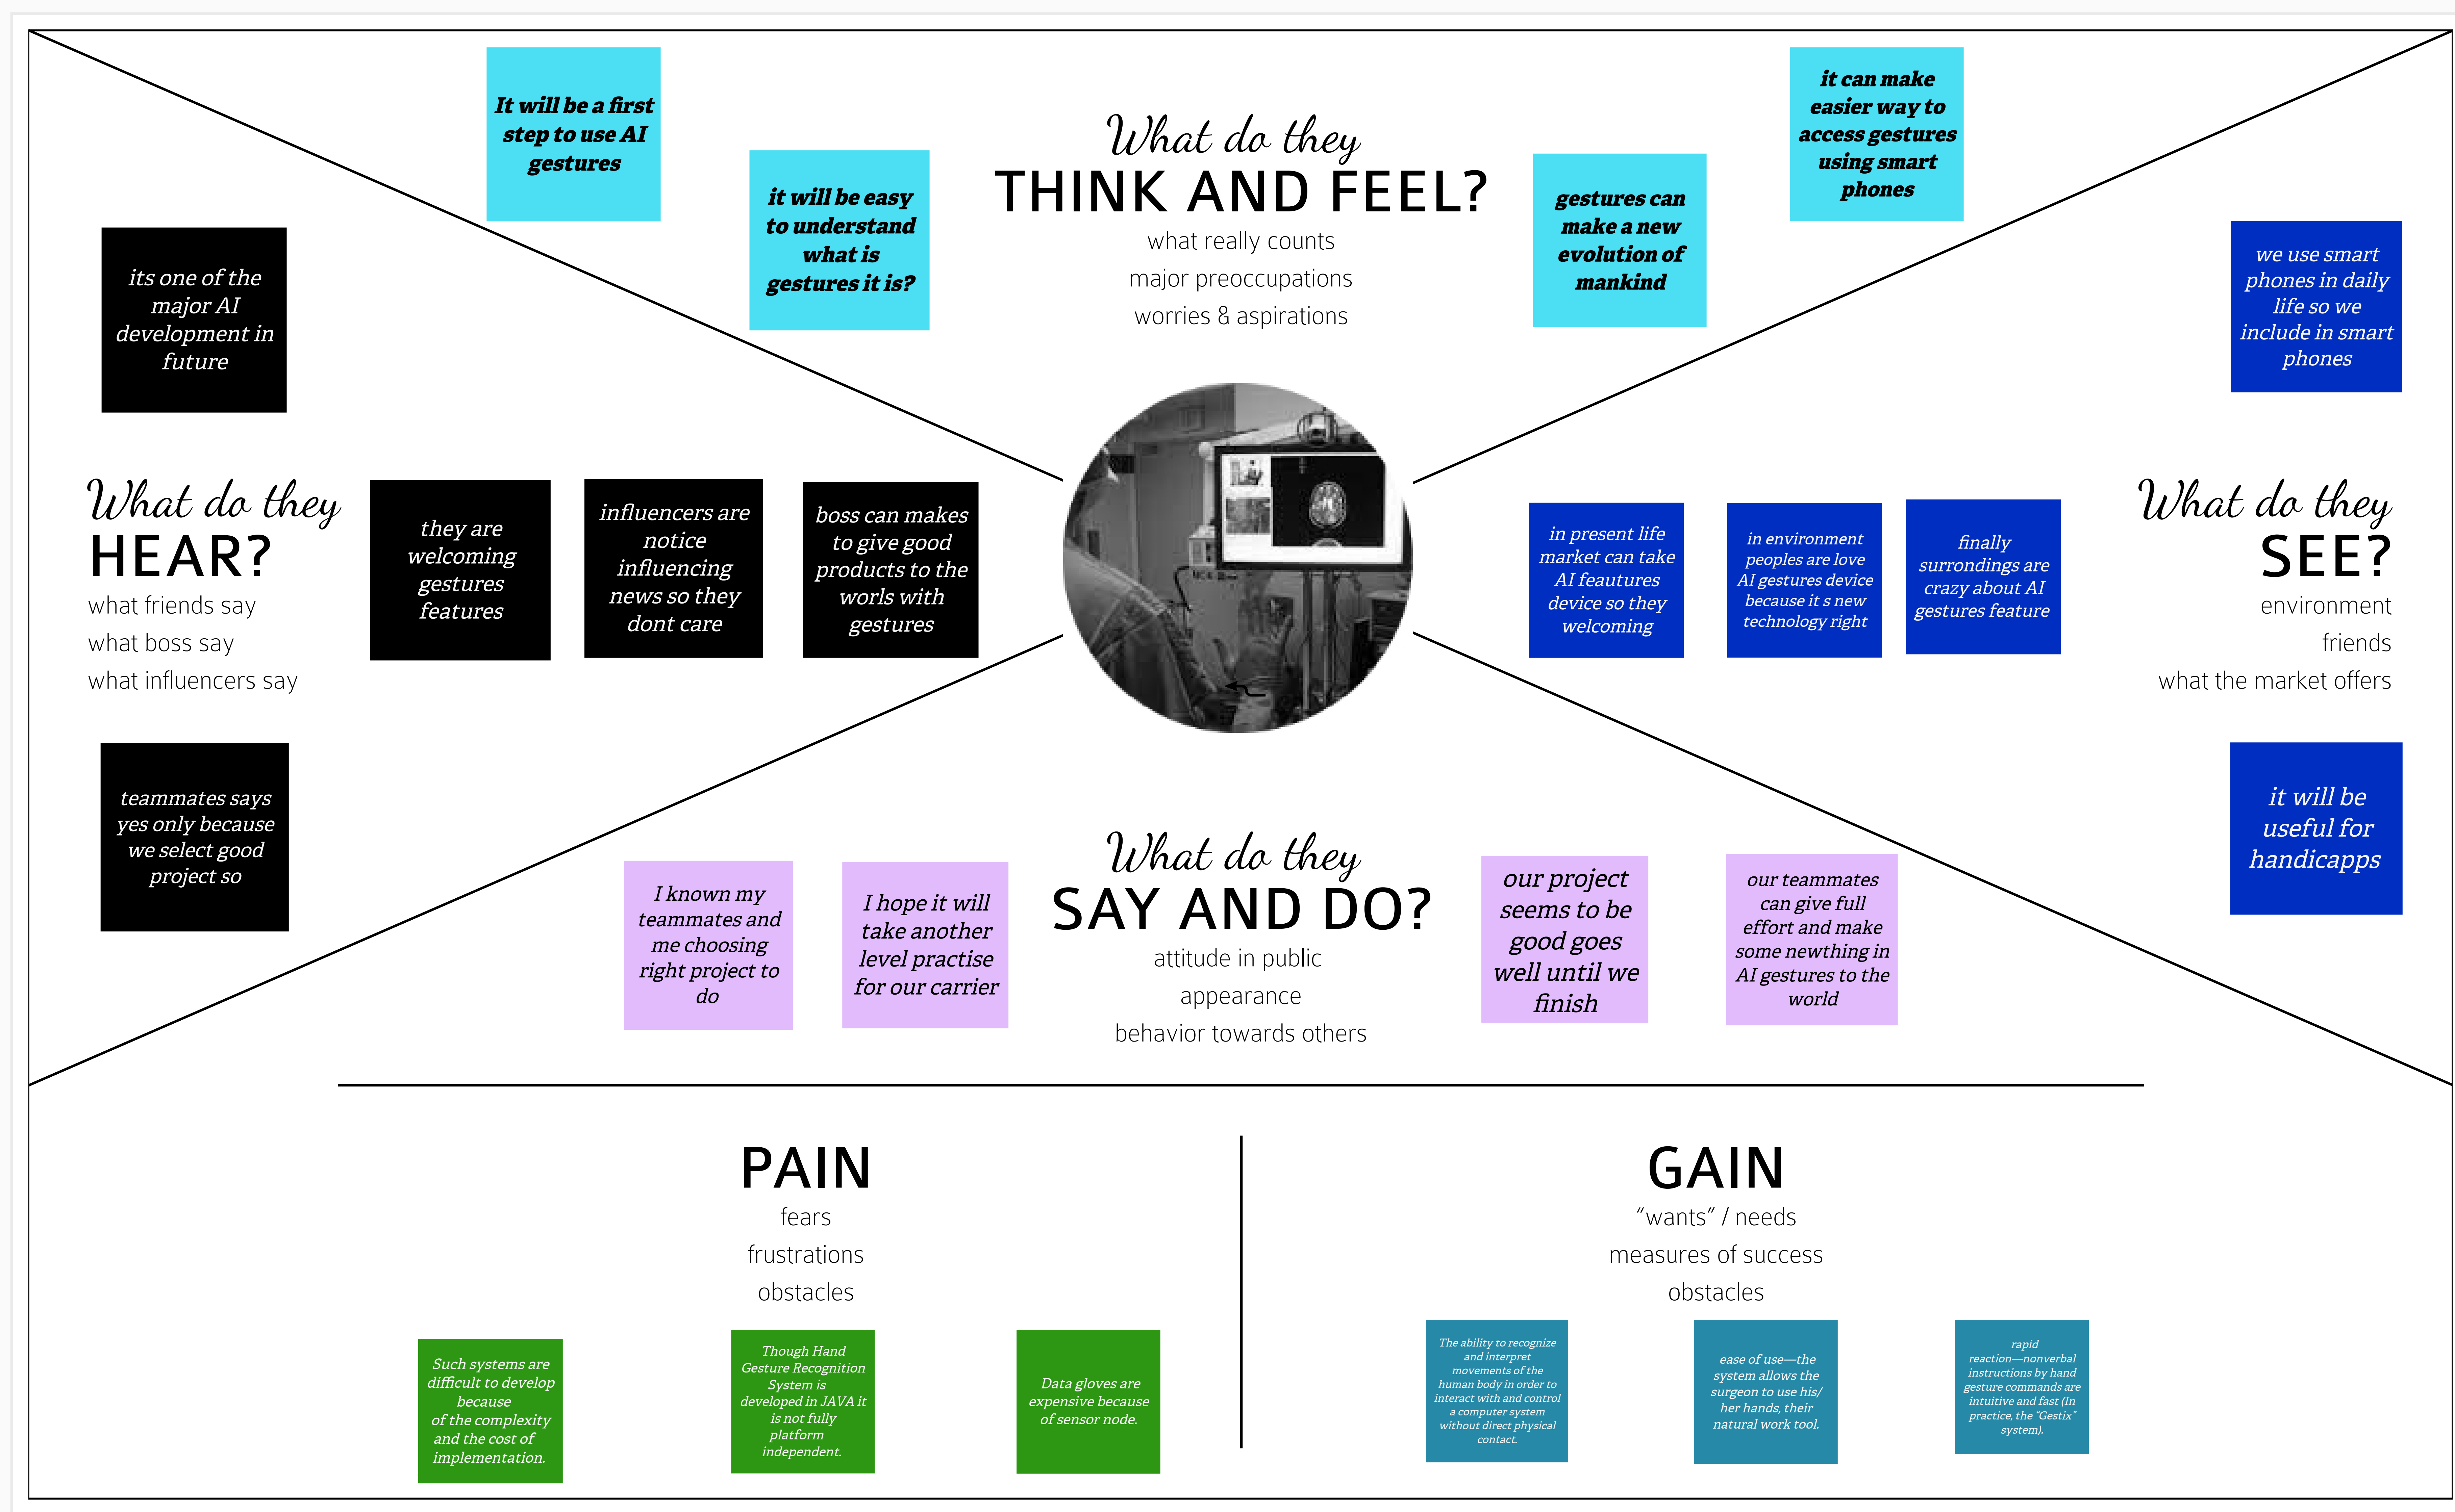 What do they
THINK AND FEEL?
what really counts
major preoccupations
worries & aspirations
It will be a first
step to use AI
gestures
it will be easy
to understand
what is
gestures it is?
gestures can
make a new
evolution of
mankind
it can make
easier way to
access gestures
using smart
phones
What do they
HEAR?
what friends say
what boss say
what influencers say
its one of the
major AI
development in
future
they are
welcoming
gestures
features
influencers are
notice
influencing
news so they
dont care
boss can makes
to give good
products to the
worls with
gestures
teammates says
yes only because
we select good
project so
What do they
SEE?
environment
friends
what the market offers
we use smart
phones in daily
life so we
include in smart
phones
in present life
market can take
AI feautures
device so they
welcoming
in environment
peoples are love
AI gestures device
because it s new
technology right
finally
surrondings are
crazy about AI
gestures feature
it will be
useful for
handicapps
What do they
SAY AND DO?
attitude in public
appearance
behavior towards others
I known my
teammates and
me choosing
right project to
do
I hope it will
take another
level practise
for our carrier
our project
seems to be
good goes
well until we
finish
our teammates
can give full
effort and make
some newthing in
AI gestures to the
world
PAIN
fears
frustrations
obstacles
Such systems are
difficult to develop
because
of the complexity
and the cost of
implementation.
Though Hand
Gesture Recognition
System is
developed in JAVA it
is not fully
platform
independent.
Data gloves are
expensive because
of sensor node.
GAIN
“wants” / needs
measures of success
obstacles
The ability to recognize
and interpret
movements of the
human body in order to
interact with and control
a computer system
without direct physical
contact.
ease of use—the
system allows the
surgeon to use his/
her hands, their
natural work tool.
rapid
reaction—nonverbal
instructions by hand
gesture commands are
intuitive and fast (In
practice, the “Gestix”
system).